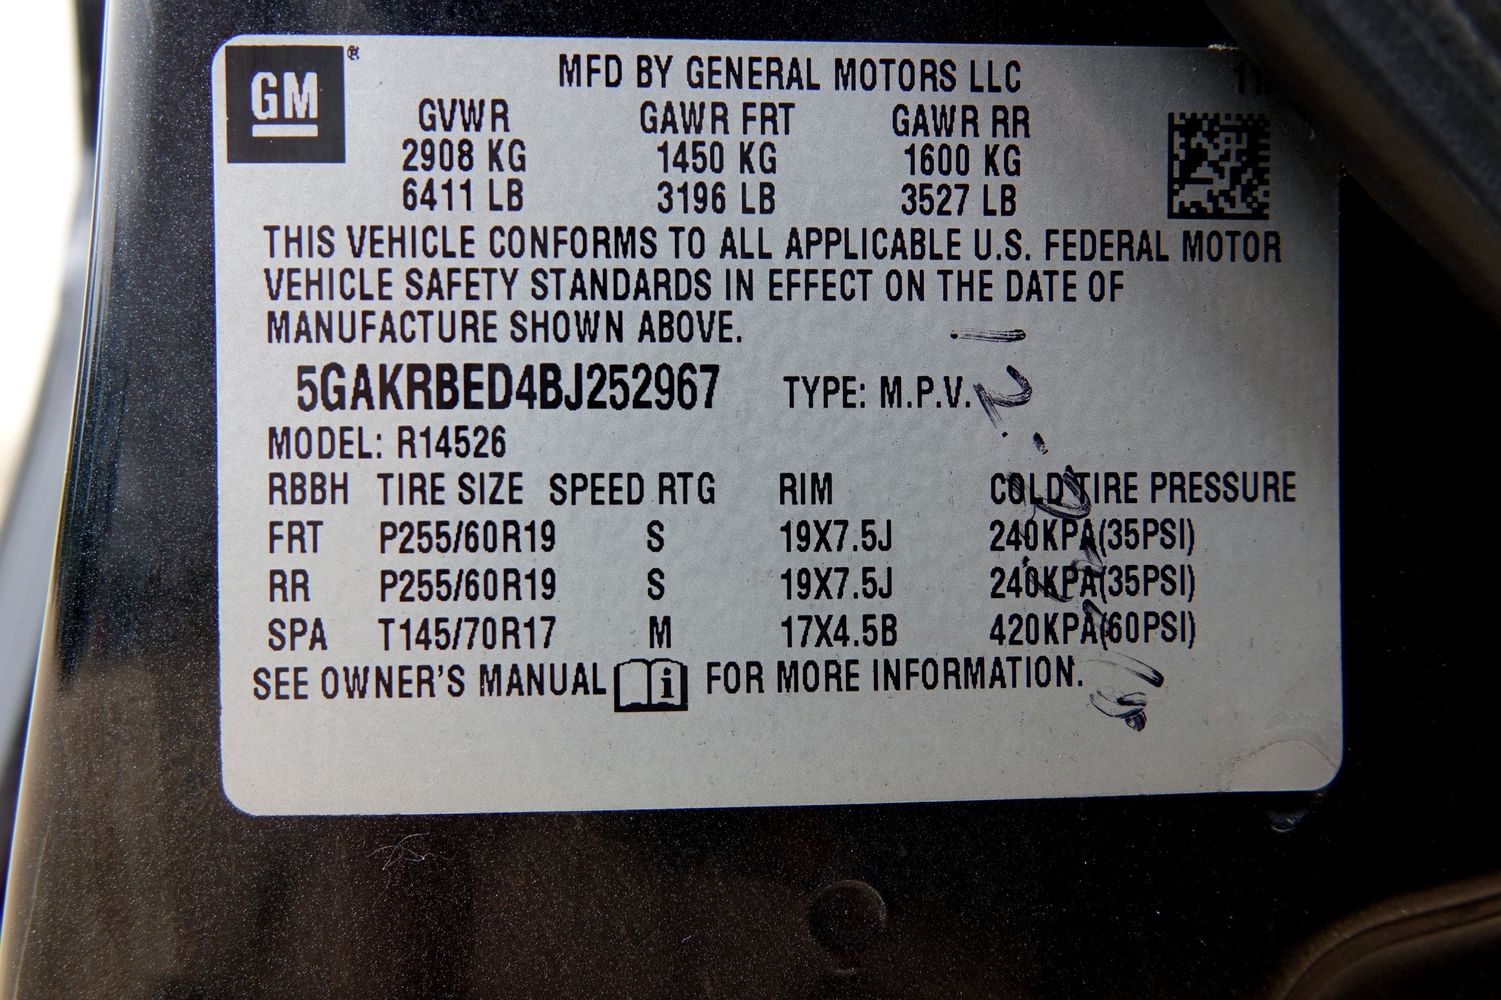 GM
MFD BY GENERAL MOTORS LLC
GVWR GAWR FRT GAWR RR
2908 KG 1450 KG 1600 KG
6411 LB 3196 LB 3527 LB
THIS VEHICLE CONFORMS TO ALL APPLICABLE U.S. FEDERAL MOTOR
VEHICLE SAFETY STANDARDS IN EFFECT ON THE DATE OF
MANUFACTURE SHOWN ABOVE.
5GAKRBED4BJ252967 TYPE: M.P.V.
MODEL: R14526
RBBH TIRE SIZE SPEED RTG RIM COLD TIRE PRESSURE
FRT P255/60R19 S 19X7.5J 240KPA(35PSI)
RR P255/60R19 S 19X7.5J 240KPA(35PSI)
SPA T145/70R17 M 17X4.5B 420KPA(60PSI)
SEE OWNER'S MANUAL i FOR MORE INFORMATION.